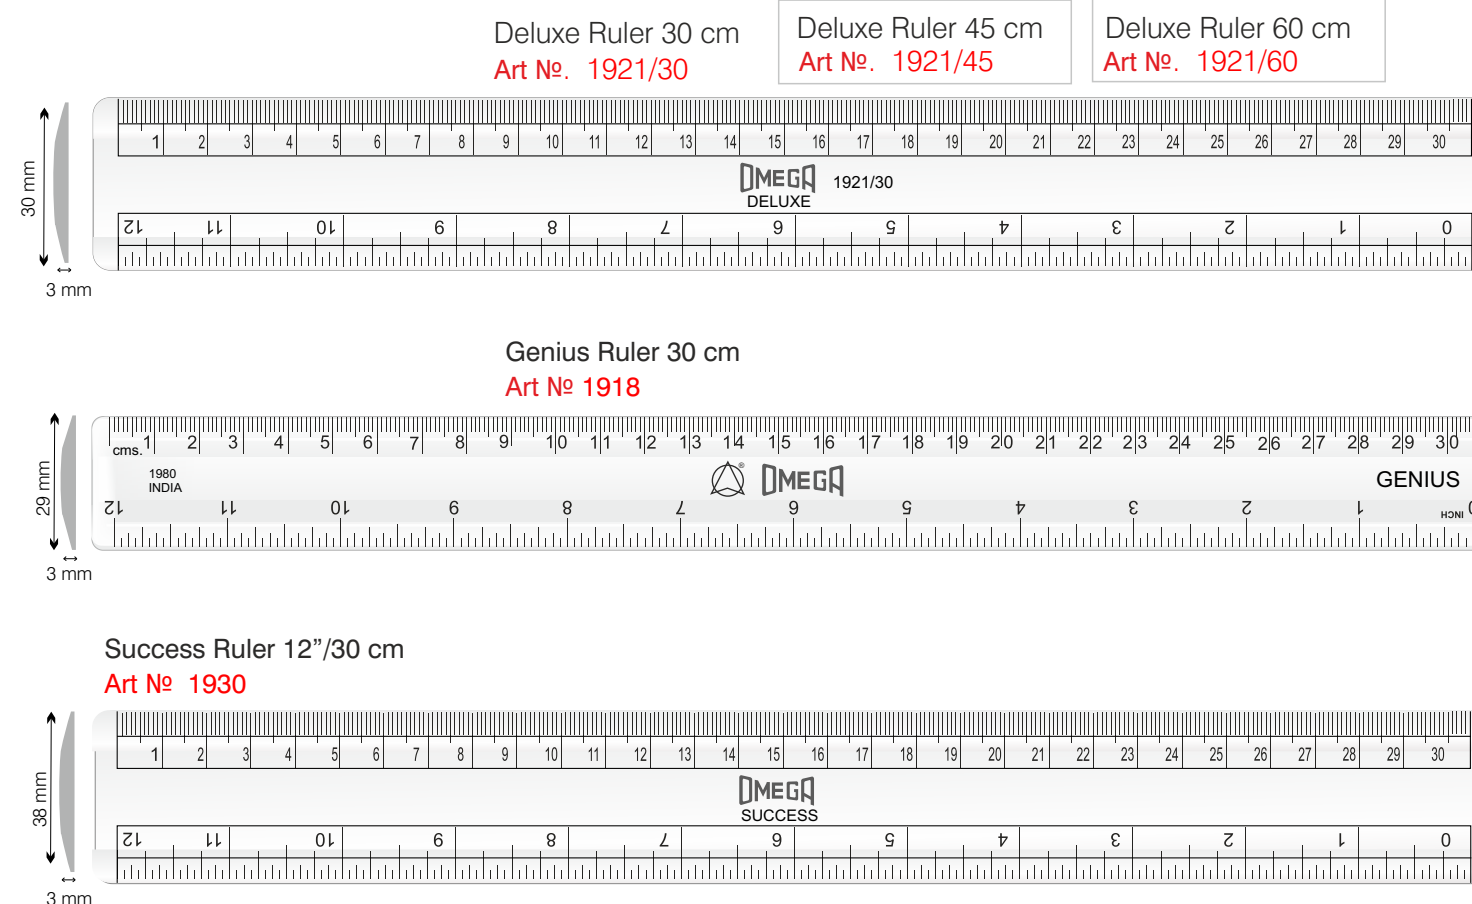 Deluxe Ruler 30 cm
Art №. 1921/30
Deluxe Ruler 45 cm
Art №. 1921/45
Deluxe Ruler 60 cm
Art №. 1921/60
30 mm
3 mm
1 2 3 4 5 6 7 8 9 10 11 12 13 14 15 16 17 18 19 20 21 22 23 24 25 26 27 28 29 30
OMEGA 1921/30
DELUXE
12 11 10 9 8 7 6 5 4 3 2 1 0
Genius Ruler 30 cm
Art № 1918
29 mm
3 mm
cms. 1 2 3 4 5 6 7 8 9 10 11 12 13 14 15 16 17 18 19 20 21 22 23 24 25 26 27 28 29 30
1980
INDIA
® OMEGA
GENIUS
12 11 10 9 8 7 6 5 4 3 2 1 INCH 0
Success Ruler 12”/30 cm
Art № 1930
38 mm
3 mm
1 2 3 4 5 6 7 8 9 10 11 12 13 14 15 16 17 18 19 20 21 22 23 24 25 26 27 28 29 30
OMEGA
SUCCESS
12 11 10 9 8 7 6 5 4 3 2 1 0